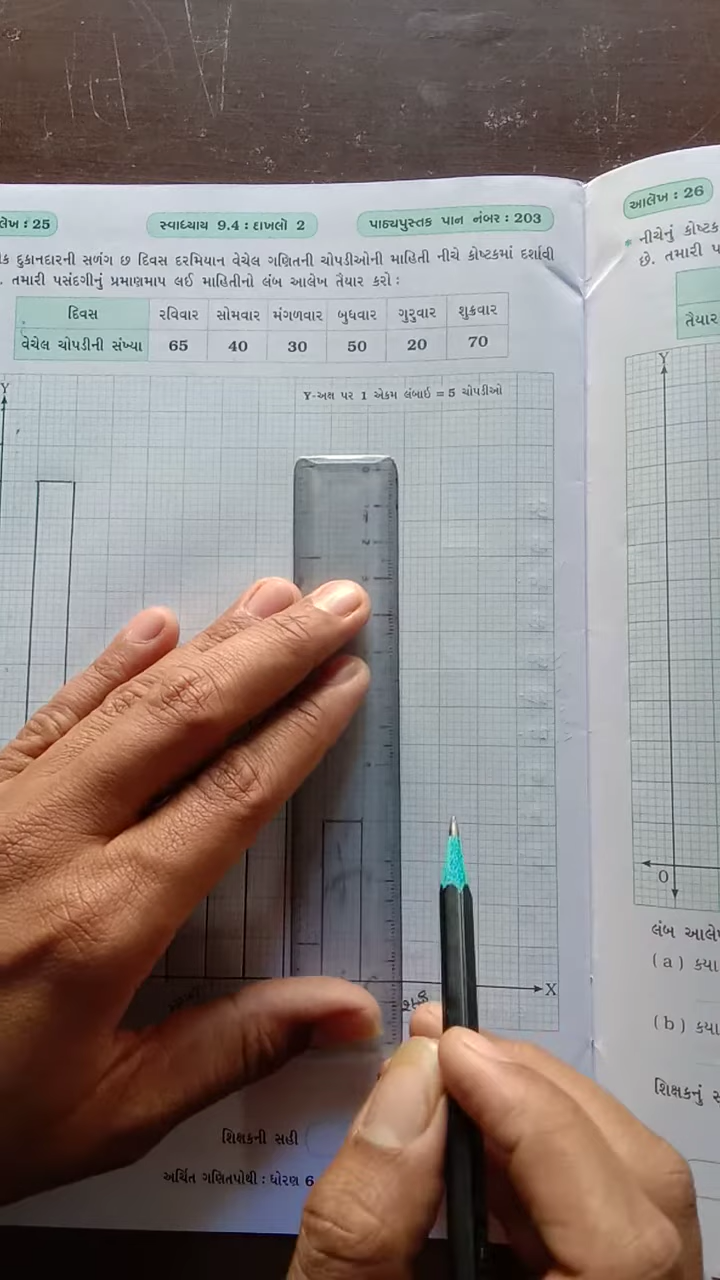 લેખ : 25
સ્વાધ્યાય 9.4 : દાખલો 2
પાઠ્યપુસ્તક પાન નંબર : 203
ક દુકાનદારની સળંગ છ દિવસ દરમિયાન વેચેલ ગણિતની ચોપડીઓની માહિતી નીચે કોષ્ટકમાં દર્શાવી
. તમારી પસંદગીનું પ્રમાણમાપ લઈ માહિતીનો લંબ આલેખ તૈયાર કરો :
દિવસ રવિવાર સોમવાર મંગળવાર બુધવાર ગુરુવાર શુક્રવાર
વેચેલ ચોપડીની સંખ્યા 65 40 30 50 20 70
Y
Y-અક્ષ પર 1 એકમ લંબાઈ = 5 ચોપડીઓ
X
શિક્ષકની સહી
અર્ચિત ગણિતપોથી : ધોરણ 6
આલેખ : 26
* નીચેનું કોષ્ટક
છે. તમારી પ
તૈયાર
Y
O
લંબ આલે
(a) કયા
(b) કયા
શિક્ષકનું સ